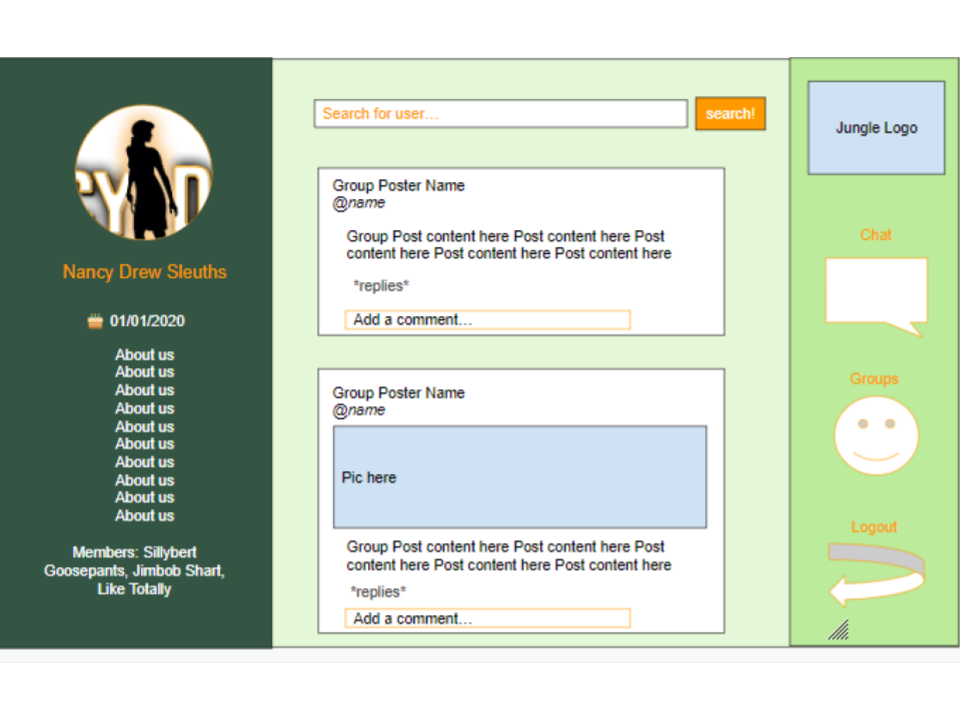 CY D
Nancy Drew Sleuths
01/01/2020
About us
About us
About us
About us
About us
About us
About us
About us
About us
About us
Members: Sillybert
Goosepants, Jimbob Shart,
Like Totally
Search for user...
search!
Group Poster Name
@name
Group Post content here Post content here Post
content here Post content here Post content here
*replies*
Add a comment...
Group Poster Name
@name
Pic here
Group Post content here Post content here Post
content here Post content here Post content here
*replies*
Add a comment...
Jungle Logo
Chat
Groups
Logout